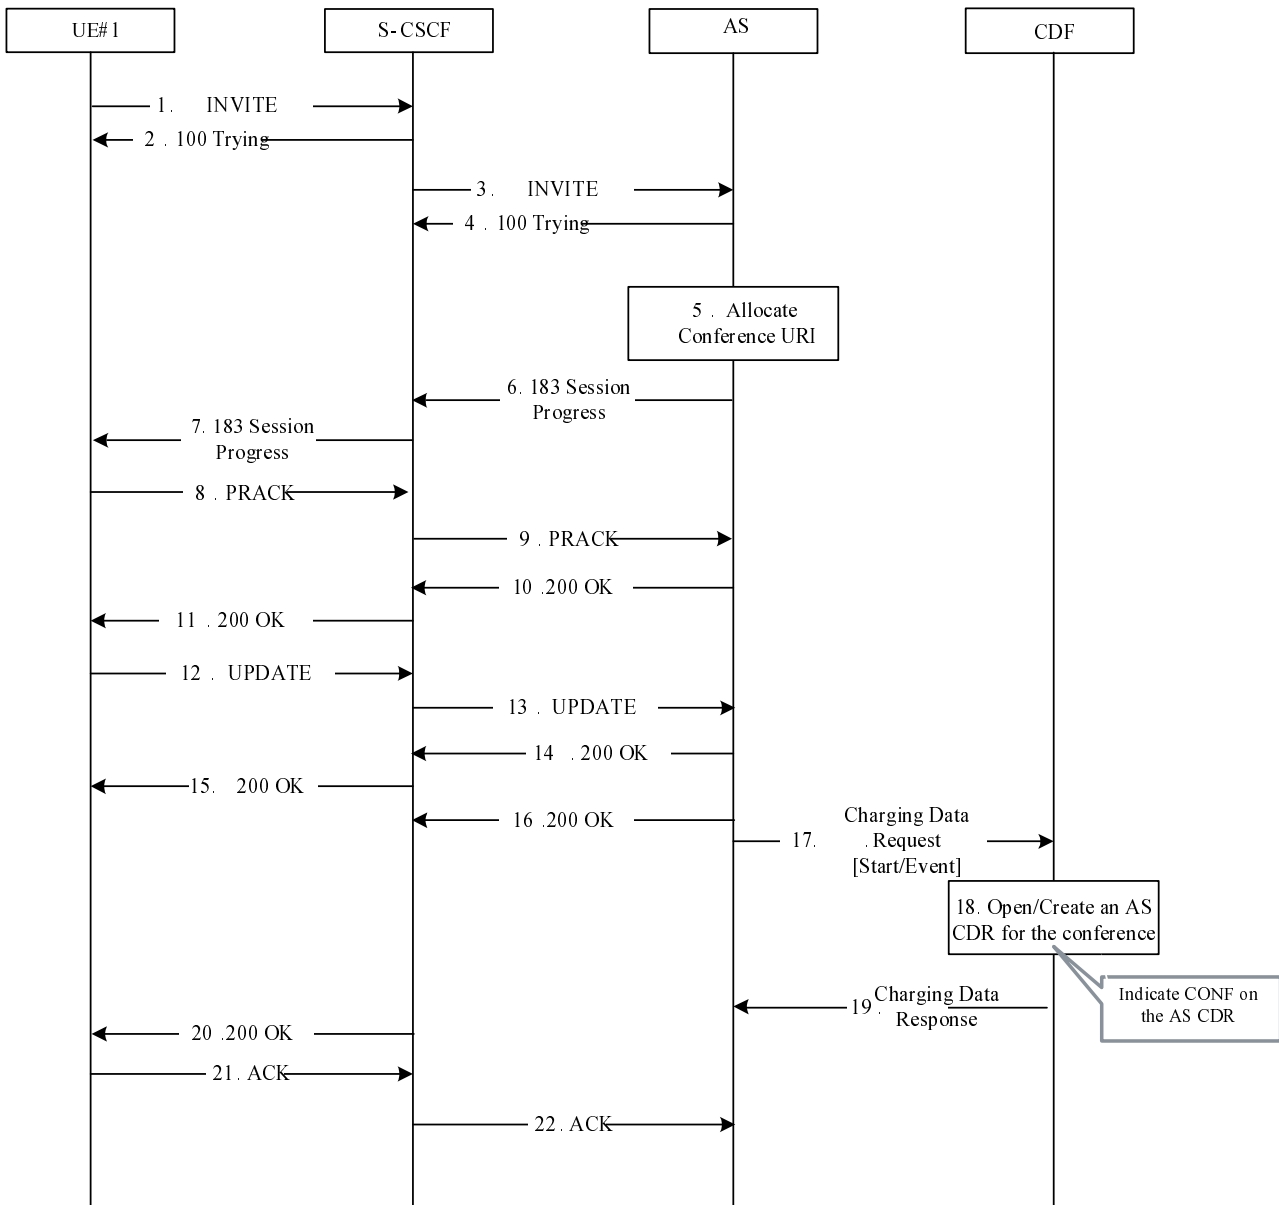 UE#1
S-CSCF
AS
CDF
1. INVITE
2 . 100 Trying
3. INVITE
4 . 100 Trying
5 . Allocate
Conference URI
6. 183 Session
Progress
7. 183 Session
Progress
8 . PRACK
9 . PRACK
10 .200 OK
11 . 200 OK
12 . UPDATE
13 . UPDATE
14 . 200 OK
15. 200 OK
16 .200 OK
Charging Data
17. . Request
[Start/Event]
18. Open/Create an AS
CDR for the conference
Indicate CONF on
the AS CDR
19 . Charging Data
Response
20 .200 OK
21. ACK
22. ACK